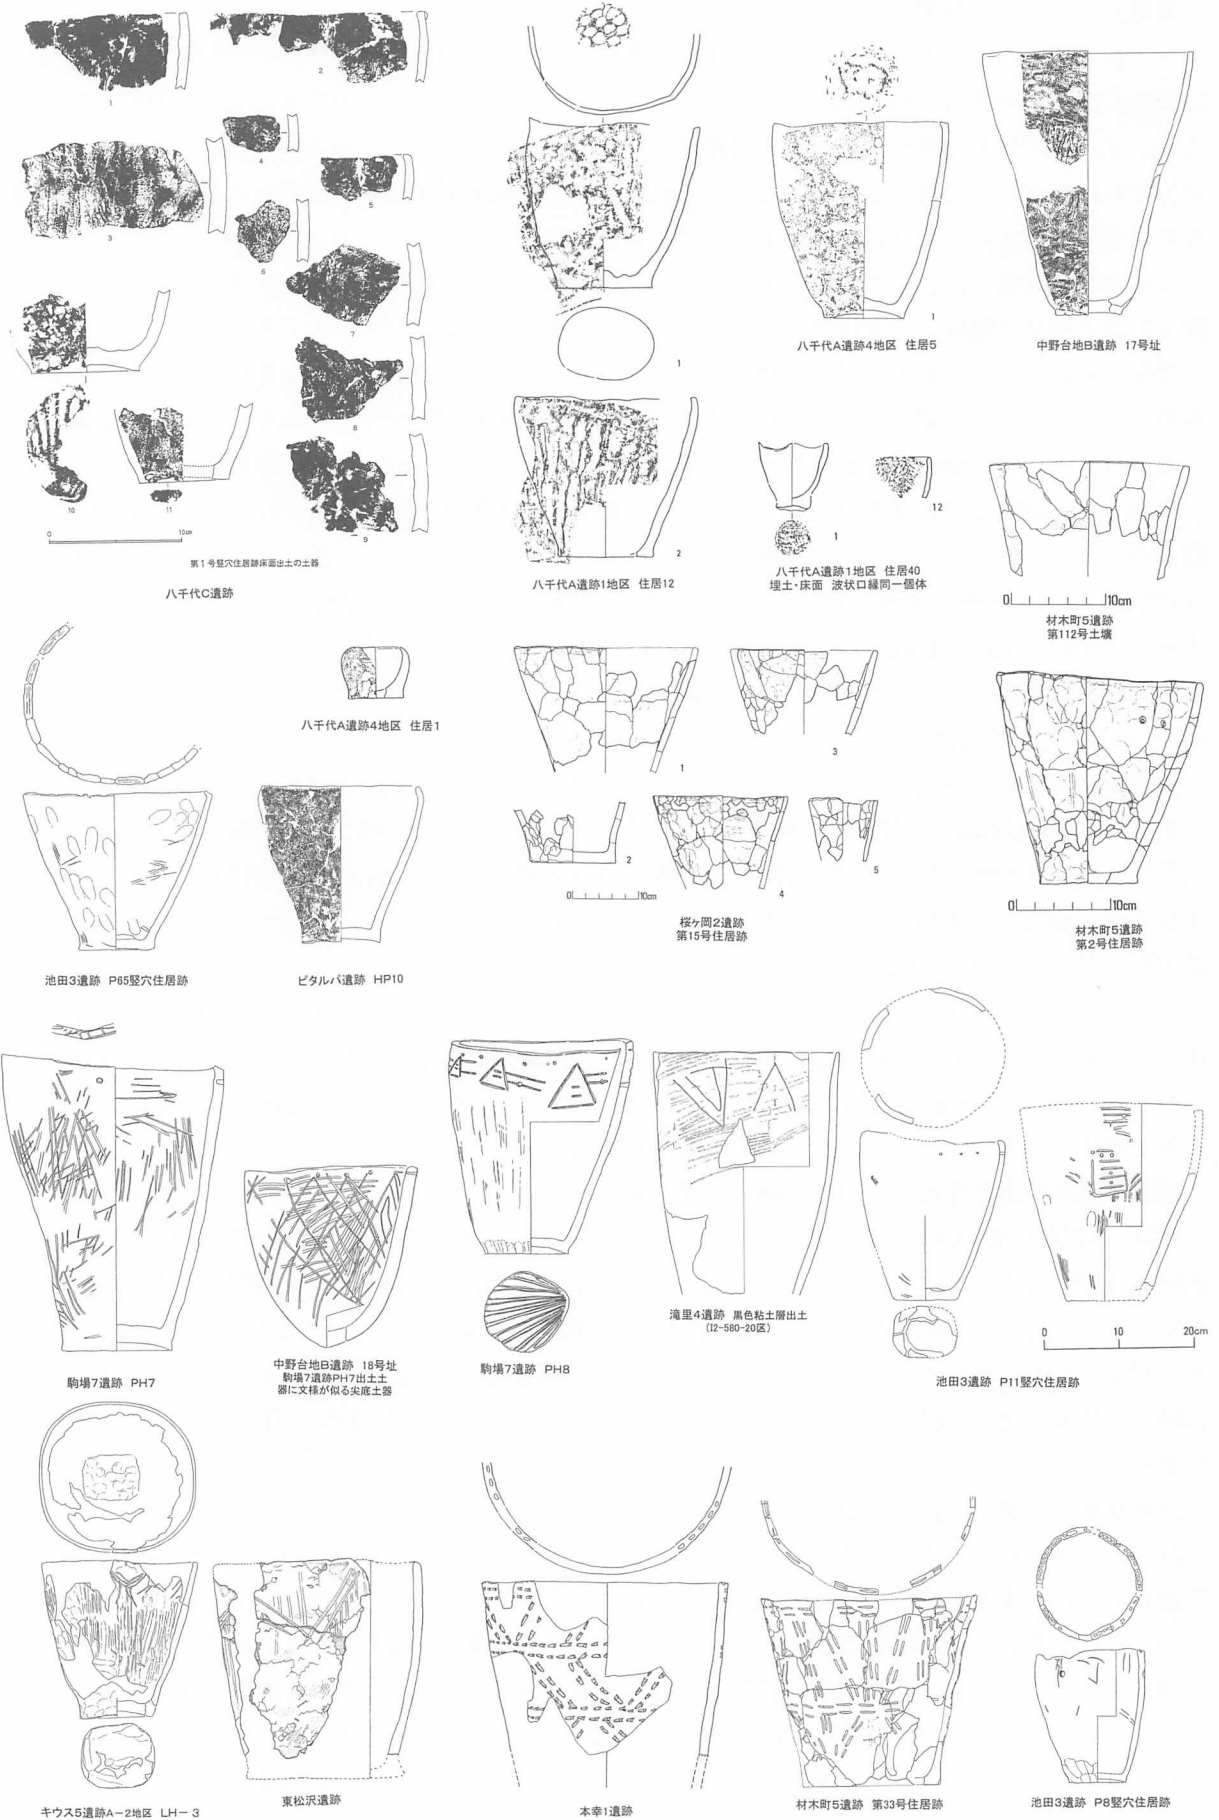 1
2
3
4
5
6
7
8
9
10
11
0 10cm
第1号竪穴住居跡床面出土の土器
八千代C遺跡
1
2
八千代A遺跡1地区 住居12
1
八千代A遺跡4地区 住居5
中野台地B遺跡 17号址
1
12
八千代A遺跡1地区 住居40
埋土・床面 波状口縁同一個体
0 10cm
材木町5遺跡
第112号土壙
八千代A遺跡4地区 住居1
池田3遺跡 P65竪穴住居跡
ピタルパ遺跡 HP10
1
2
3
4
5
0 10cm
桜ヶ岡2遺跡
第15号住居跡
0 10cm
材木町5遺跡
第2号住居跡
駒場7遺跡 PH7
中野台地B遺跡 18号址
駒場7遺跡PH7出土土
器に文様が似る尖底土器
駒場7遺跡 PH8
滝里4遺跡 黒色粘土層出土
(I2-580-20区)
0 10 20cm
池田3遺跡 P11竪穴住居跡
キウス5遺跡A－2地区 LH－3
東松沢遺跡
本幸1遺跡
材木町5遺跡 第33号住居跡
池田3遺跡 P8竪穴住居跡